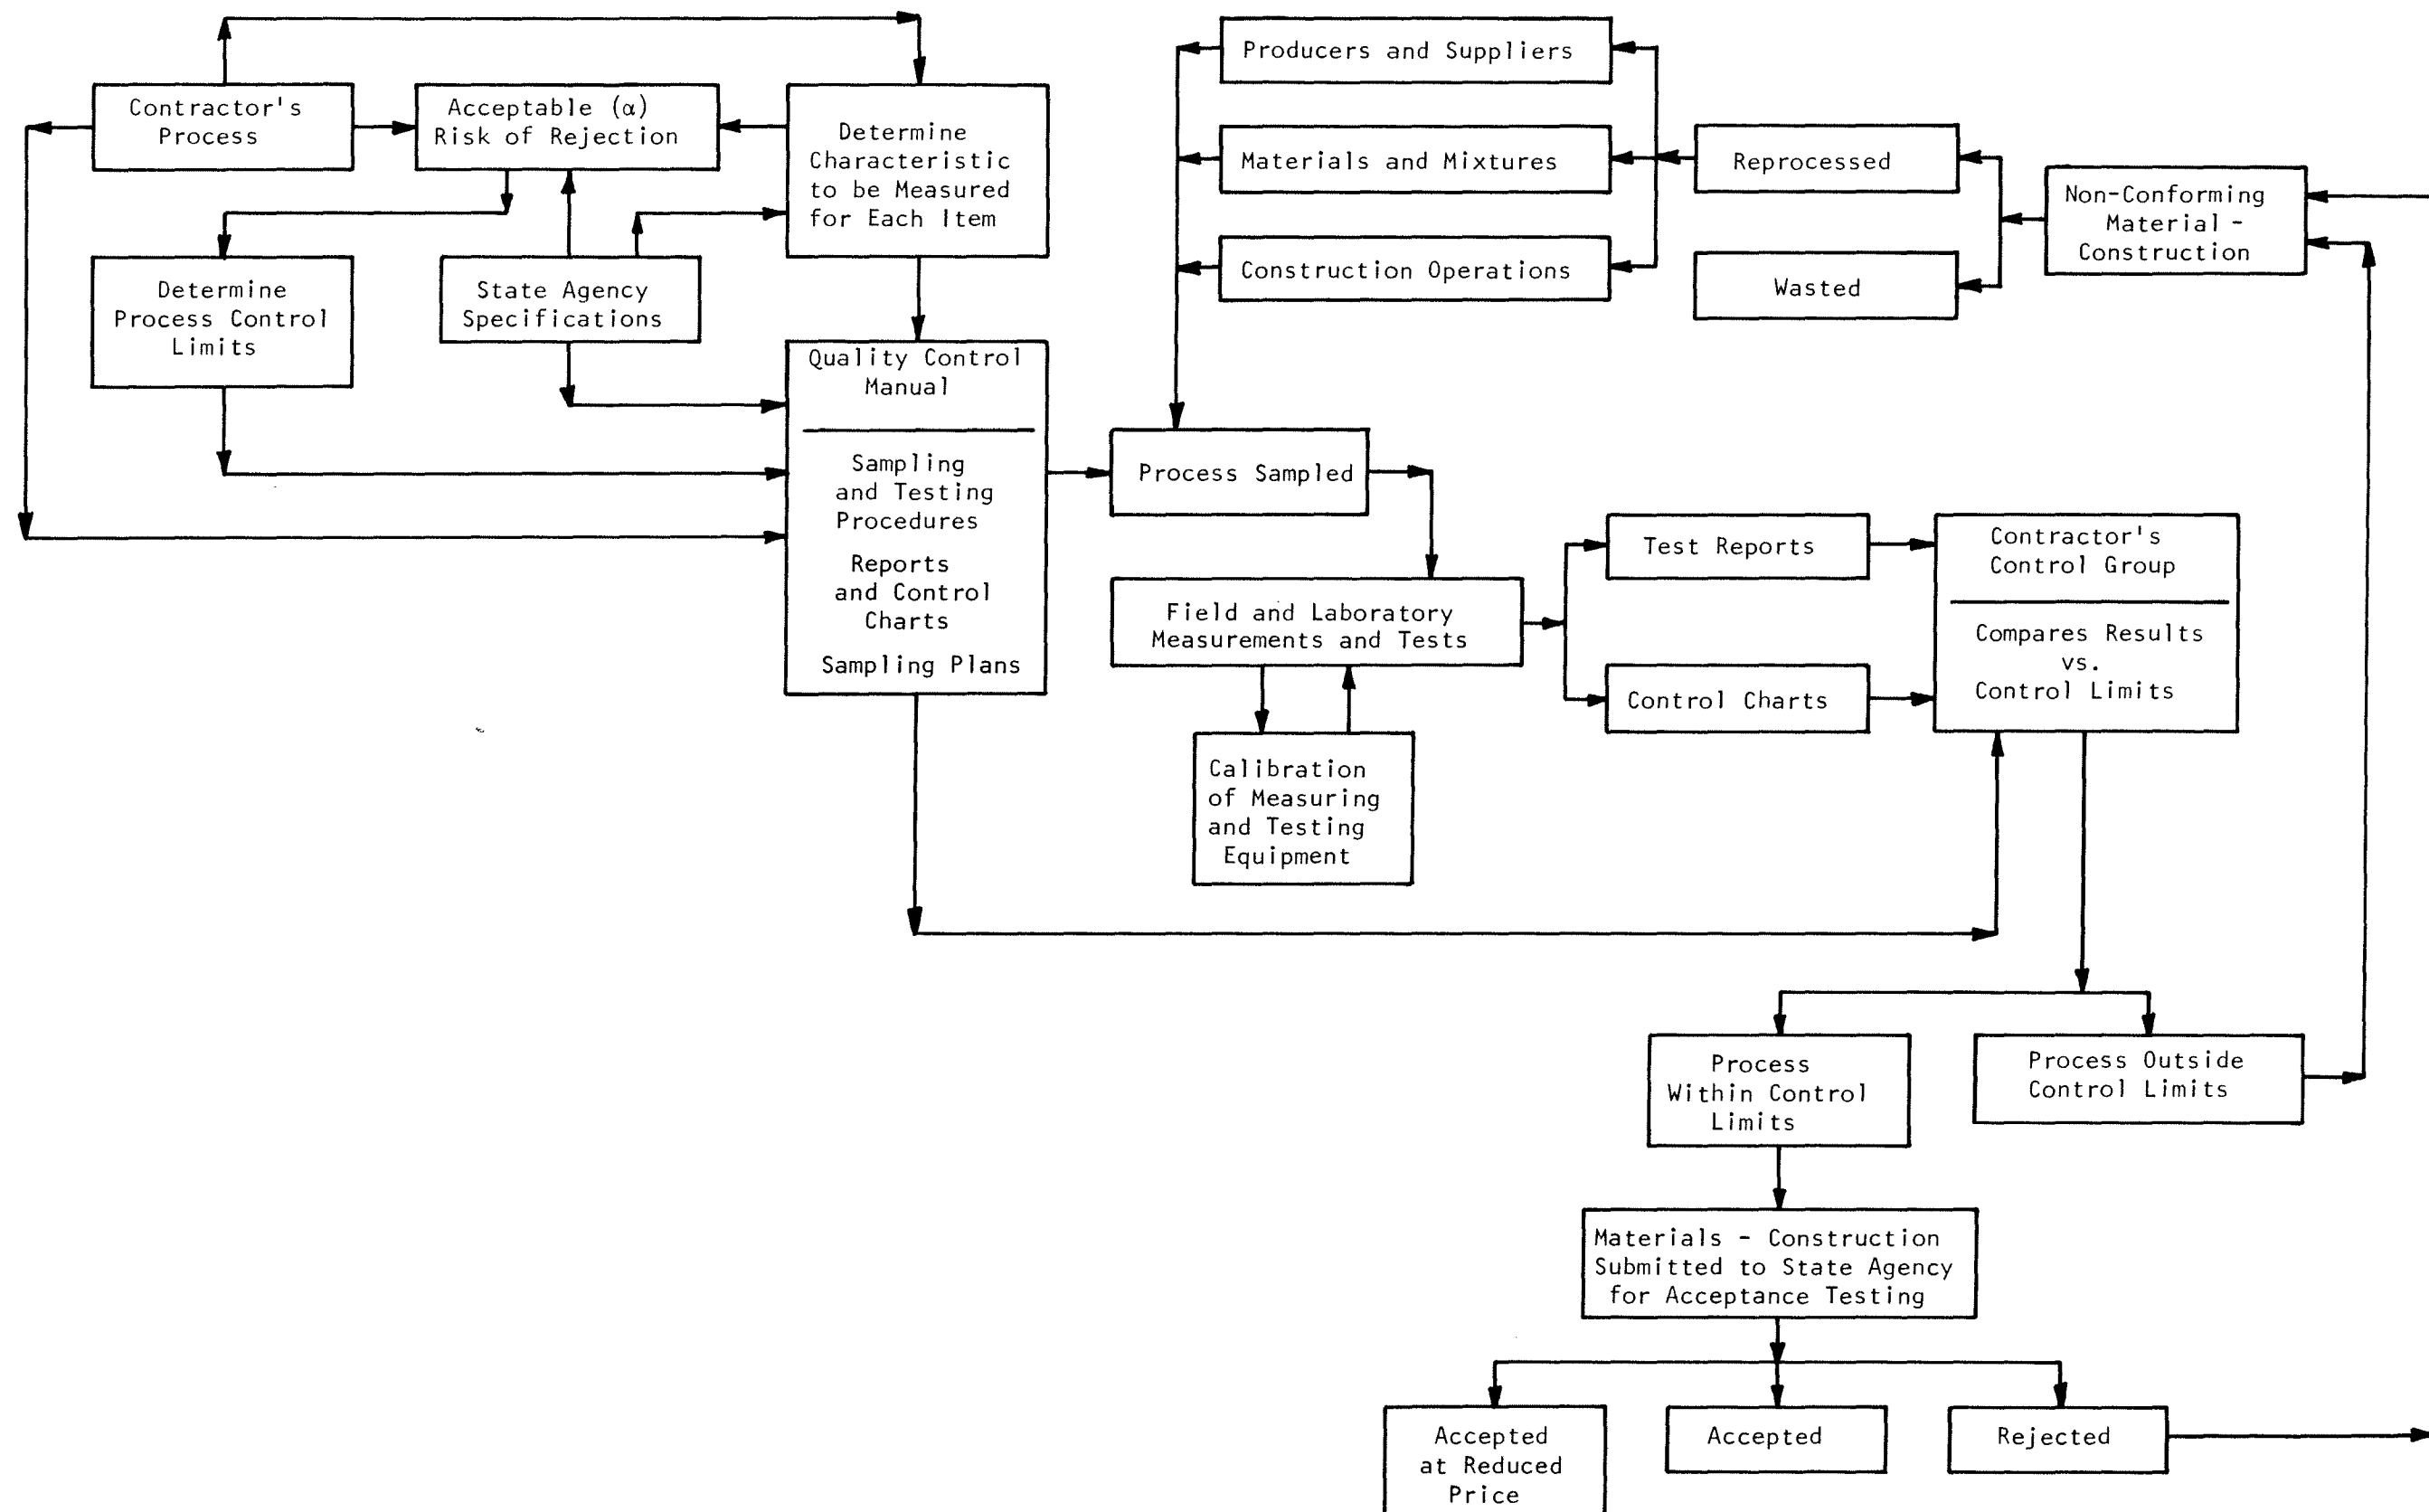 Contractor's
Process
Acceptable (α)
Risk of Rejection
Determine
Characteristic
to be Measured
for Each Item
Determine
Process Control
Limits
State Agency
Specifications
Quality Control
Manual
Sampling
and Testing
Procedures
Reports
and Control
Charts
Sampling Plans
Producers and Suppliers
Materials and Mixtures
Construction Operations
Reprocessed
Wasted
Non-Conforming
Material -
Construction
Process Sampled
Field and Laboratory
Measurements and Tests
Calibration
of Measuring
and Testing
Equipment
Test Reports
Control Charts
Contractor's
Control Group
Compares Results
vs.
Control Limits
Process
Within Control
Limits
Process Outside
Control Limits
Materials - Construction
Submitted to State Agency
for Acceptance Testing
Accepted
at Reduced
Price
Accepted
Rejected